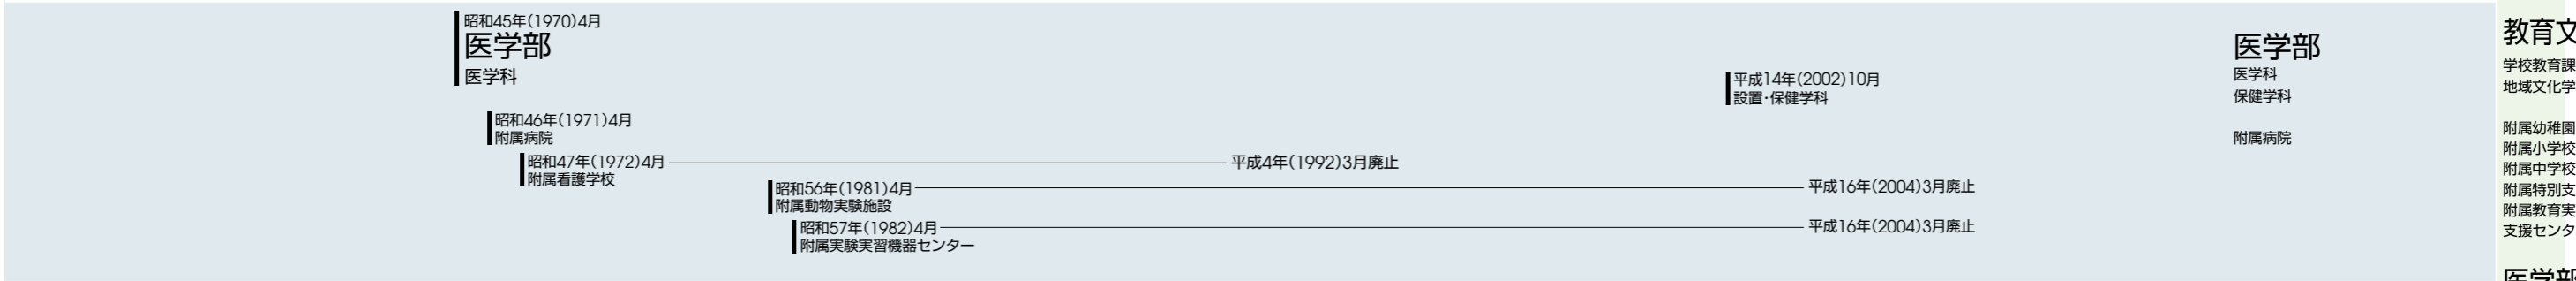 昭和45年(1970)4月
医学部
医学科
昭和46年(1971)4月
附属病院
昭和47年(1972)4月
附属看護学校
平成4年(1992)3月廃止
昭和56年(1981)4月
附属動物実験施設
平成16年(2004)3月廃止
昭和57年(1982)4月
附属実験実習機器センター
平成16年(2004)3月廃止
平成14年(2002)10月
設置・保健学科
医学部
医学科
保健学科
附属病院
教育文
学校教育課
地域文化学
附属幼稚園
附属小学校
附属中学校
附属特別支
附属教育実
支援センタ
医学部